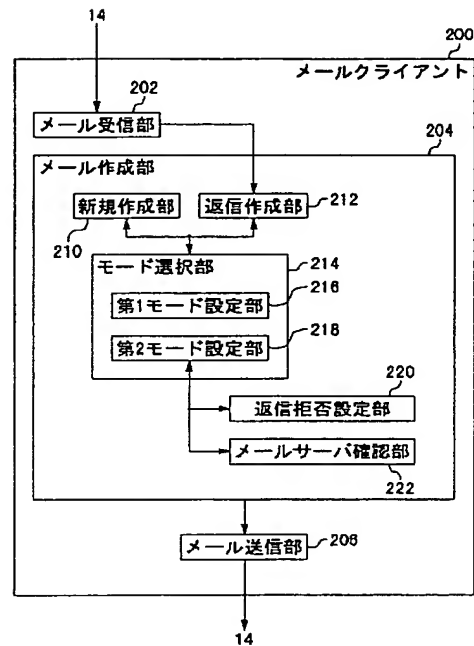 14
200
メールクライアント
202
メール受信部
204
メール作成部
新規作成部
返信作成部
212
210
モード選択部
214
第1モード設定部
216
第2モード設定部
218
220
返信拒否設定部
メールサーバ確認部
222
メール送信部
206
14